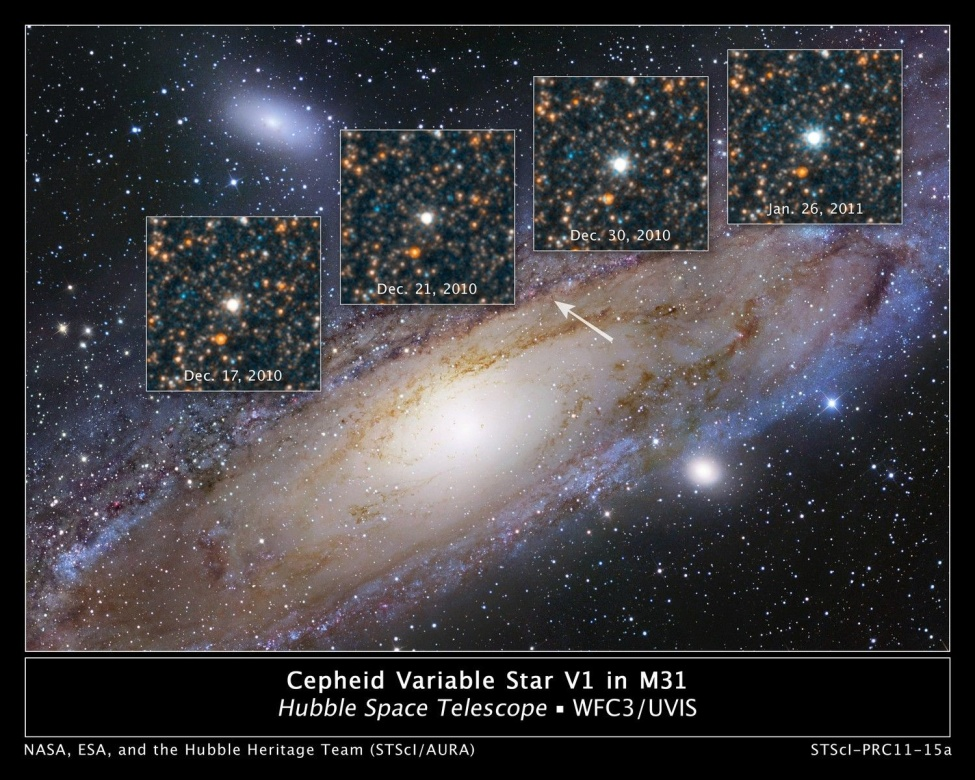 Jan. 26, 2011
Dec. 30, 2010
Dec. 21, 2010
Dec. 17, 2010
Cepheid Variable Star V1 in M31
Hubble Space Telescope ▪ WFC3/UVIS
NASA, ESA, and the Hubble Heritage Team (STScI/AURA)
STScI-PRC11-15a